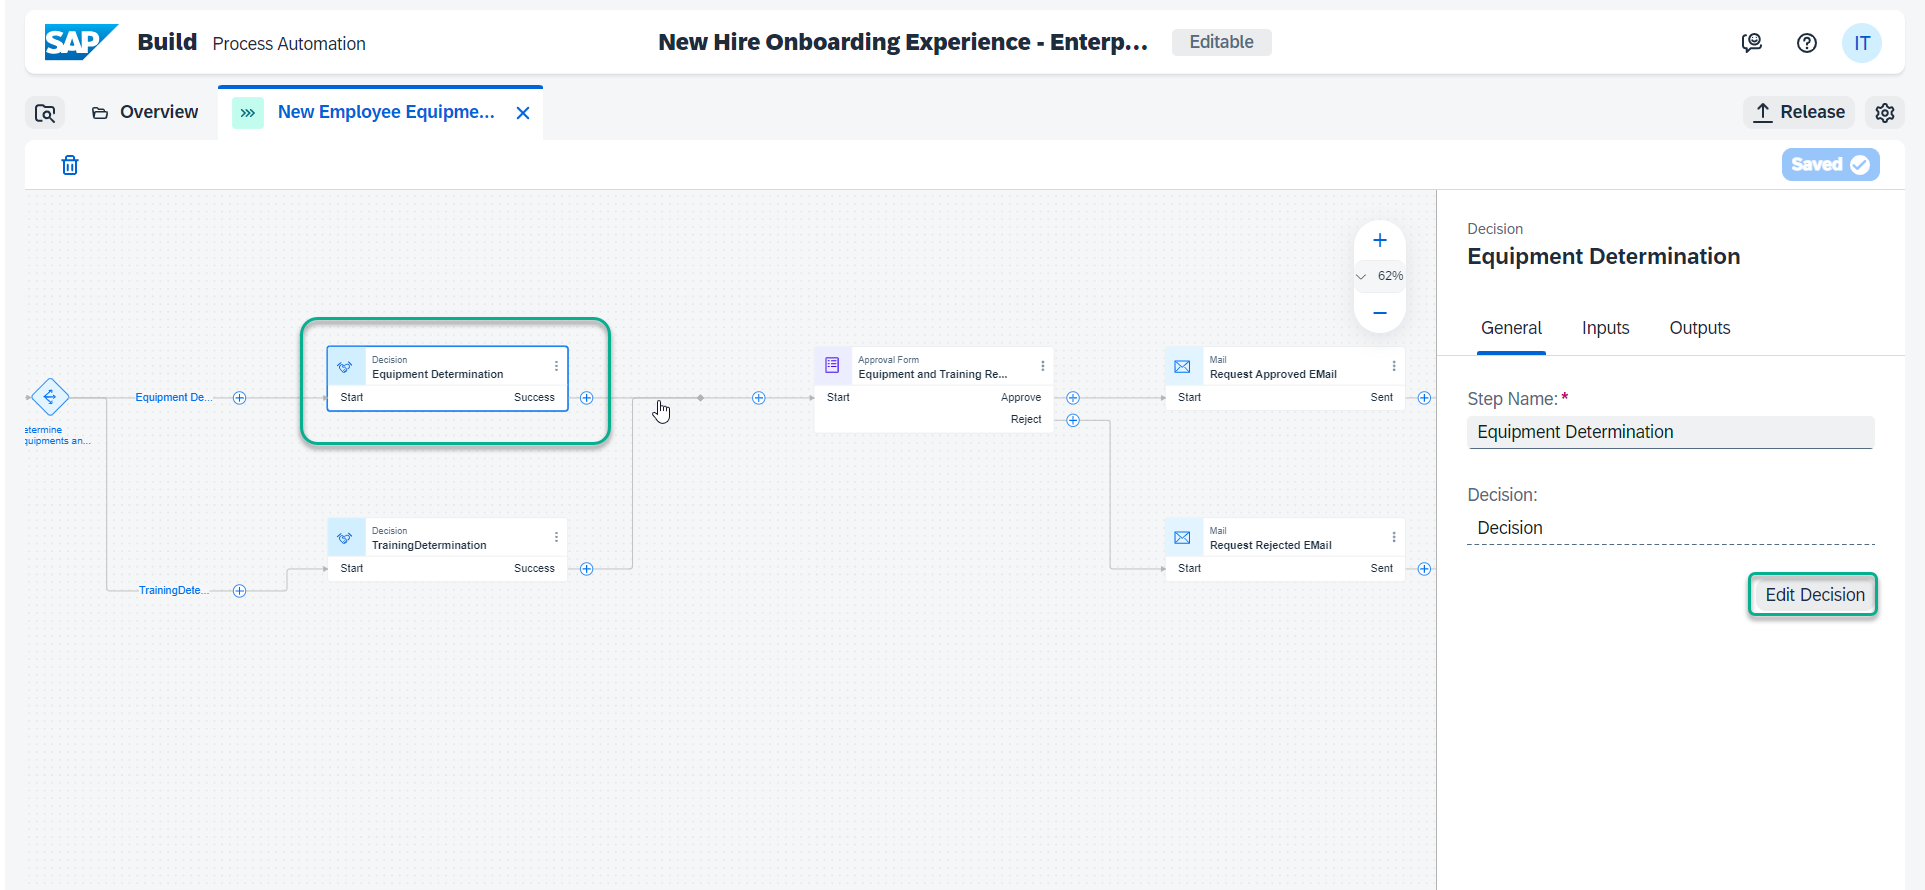 SAP Build Process Automation
New Hire Onboarding Experience - Enterp...
Editable
IT
Overview
New Employee Equipme...
Release
Saved
62%
etermine
quipments an...
Equipment De...
Decision
Equipment Determination
Start
Success
TrainingDete...
Decision
TrainingDetermination
Start
Success
Approval Form
Equipment and Training Re...
Start
Approve
Reject
Mail
Request Approved EMail
Start
Sent
Mail
Request Rejected EMail
Start
Sent
Decision
Equipment Determination
General
Inputs
Outputs
Step Name: *
Equipment Determination
Decision:
Decision
Edit Decision